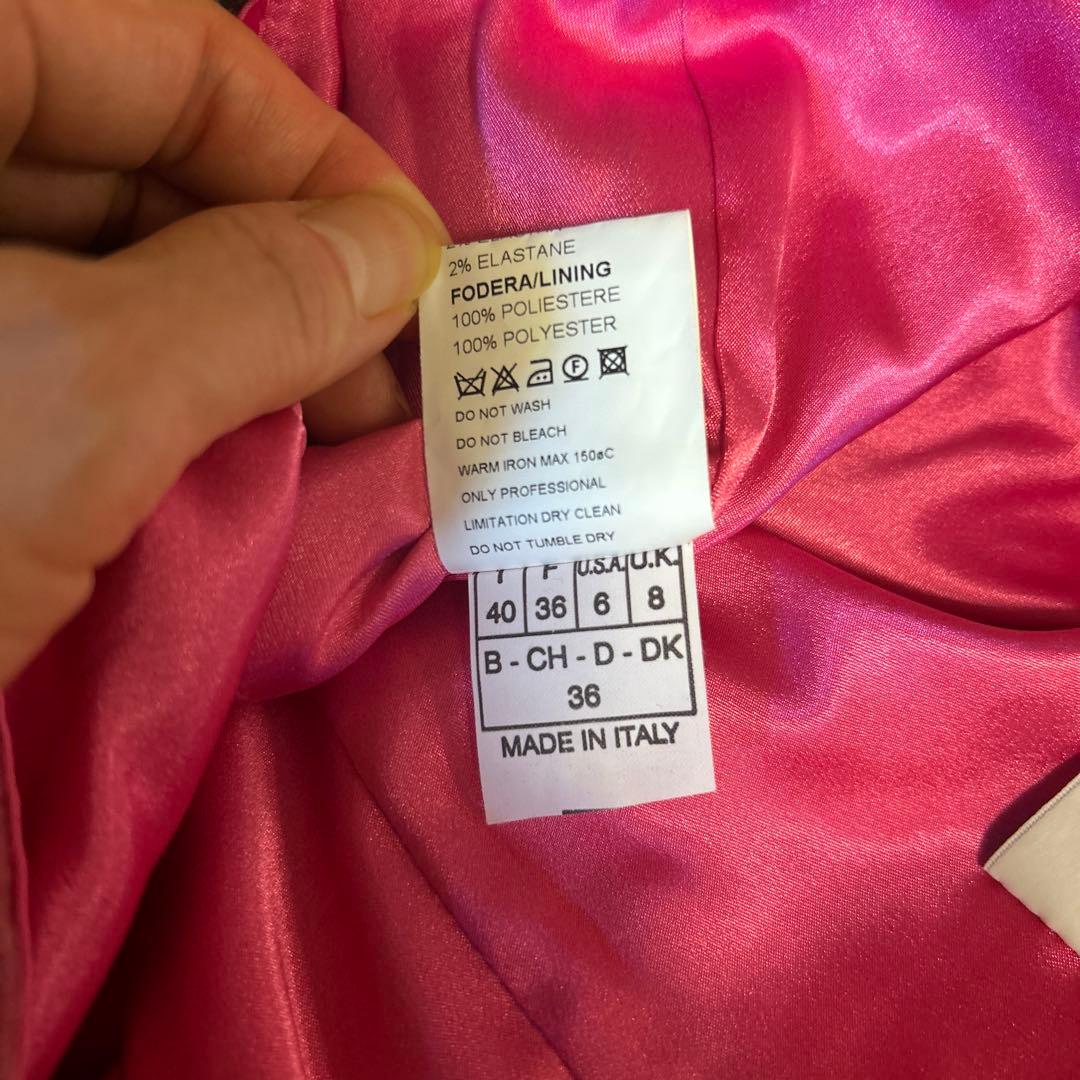 2% ELASTANE
FODERA/LINING
100% POLIESTERE
100% POLYESTER
F
DO NOT WASH
DO NOT BLEACH
WARM IRON MAX 150øC
ONLY PROFESSIONAL
LIMITATION DRY CLEAN
DO NOT TUMBLE DRY
F U.S.A. U.K.
40 36 6 8
B - CH - D - DK
36
MADE IN ITALY